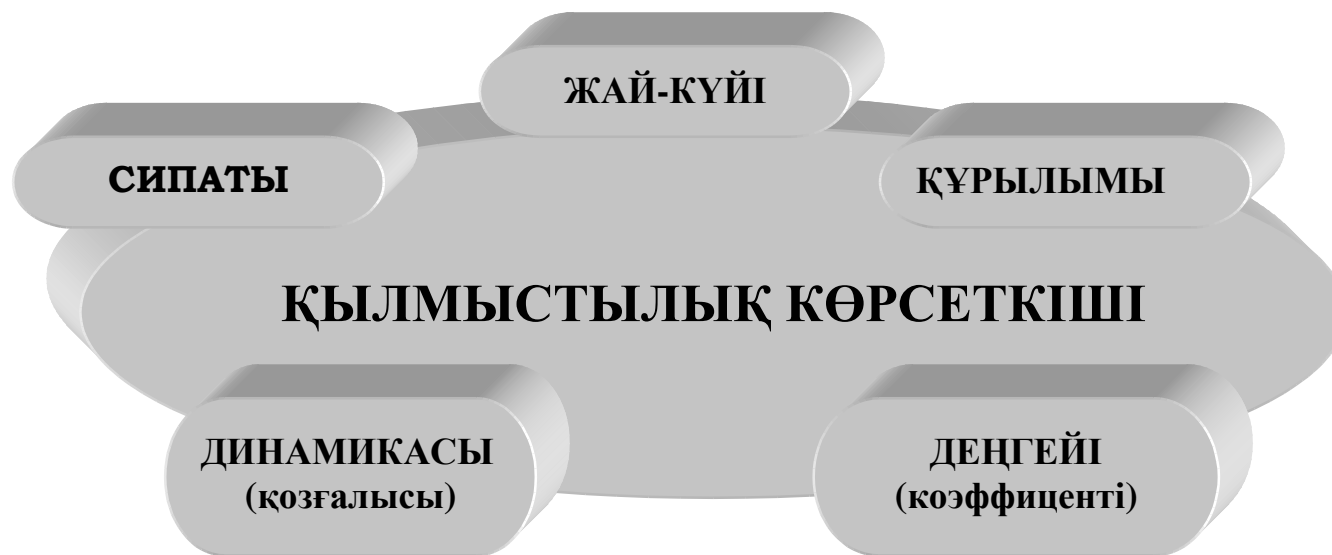 ЖАЙ-КҮЙІ
СИПАТЫ
ҚҰРЫЛЫМЫ
ҚЫЛМЫСТЫЛЫҚ КӨРСЕТКІШІ
ДИНАМИКАСЫ
(қозғалысы)
ДЕҢГЕЙІ
(коэффиценті)